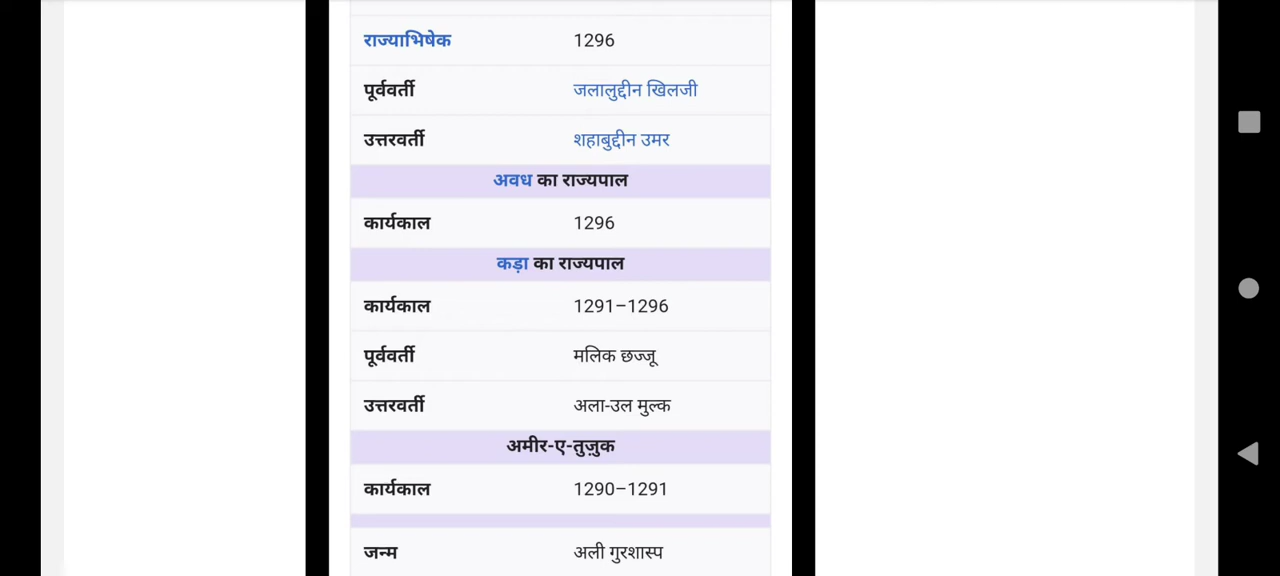 राज्याभिषेक 1296
पूर्ववर्ती जलालुद्दीन खिलजी
उत्तरवर्ती शहाबुद्दीन उमर
अवध का राज्यपाल
कार्यकाल 1296
कड़ा का राज्यपाल
कार्यकाल 1291–1296
पूर्ववर्ती मलिक छज्जू
उत्तरवर्ती अला-उल मुल्क
अमीर-ए-तुज़ुक
कार्यकाल 1290–1291
जन्म अली गुरशास्प